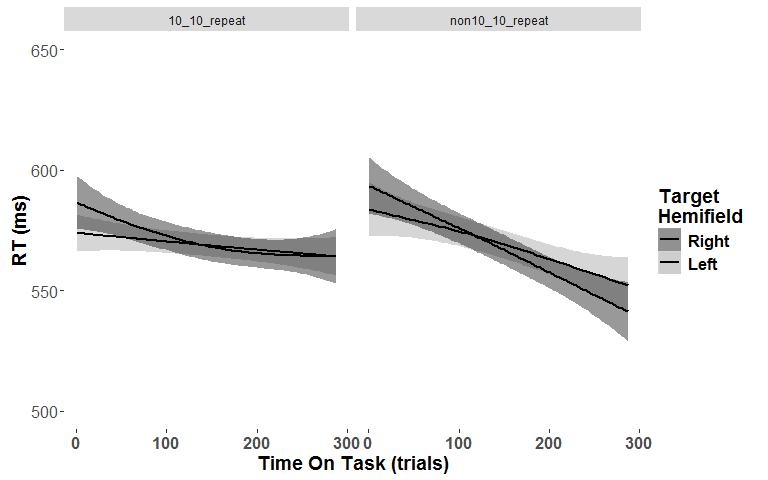 10_10_repeat
non10_10_repeat
650
600
550
500
RT (ms)
0
100
200
300
0
100
200
300
Time On Task (trials)
Target
Hemifield
Right
Left